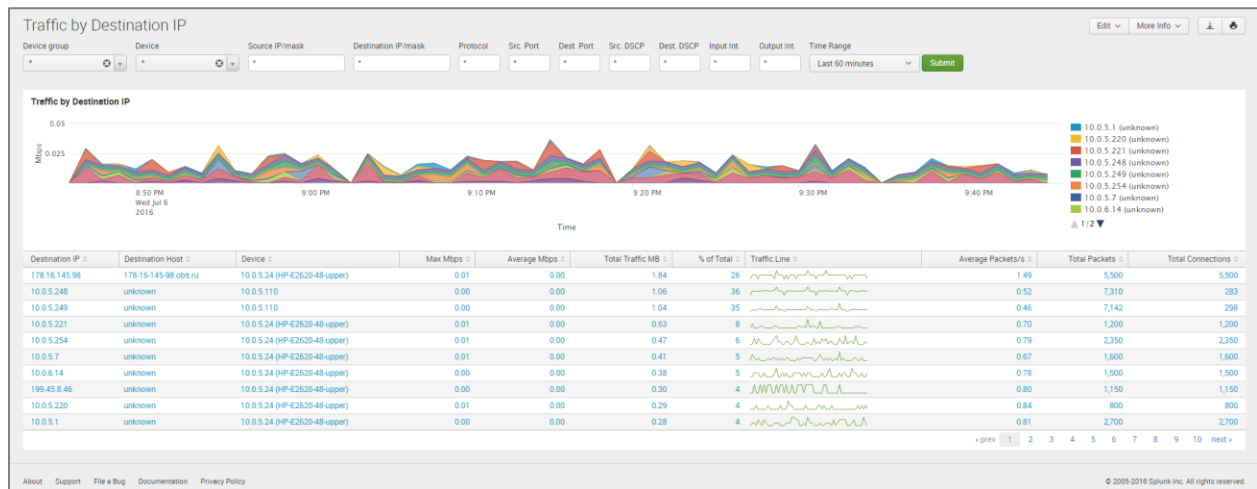 Traffic by Destination IP
Edit More Info
Device group Device Source IP/mask Destination IP/mask Protocol Src. Port Dest. Port Src. DSCP Dest. DSCP Input Int. Output Int. Time Range
* * * * * * * * * * * Last 60 minutes Submit
Traffic by Destination IP
0.05
0.025
Mbps
8:50 PM 9:00 PM 9:10 PM 9:20 PM 9:30 PM 9:40 PM
Wed Jul 6
2016
Time
10.0.5.1 (unknown)
10.0.5.220 (unknown)
10.0.5.221 (unknown)
10.0.5.248 (unknown)
10.0.5.249 (unknown)
10.0.5.254 (unknown)
10.0.5.7 (unknown)
10.0.6.14 (unknown)
1/2
Destination IP Destination Host Device Max Mbps Average Mbps Total Traffic MB % of Total Traffic Line Average Packets/s Total Packets Total Connections
178.16.145.98 178-16-145-98.obit.ru 10.0.5.24 (HP-E2620-48-upper) 0.01 0.00 1.84 26 1.49 5,500 5,500
10.0.5.248 unknown 10.0.5.110 0.00 0.00 1.06 36 0.52 7,310 283
10.0.5.249 unknown 10.0.5.110 0.00 0.00 1.04 35 0.46 7,142 298
10.0.5.221 unknown 10.0.5.24 (HP-E2620-48-upper) 0.01 0.00 0.63 8 0.70 1,200 1,200
10.0.5.254 unknown 10.0.5.24 (HP-E2620-48-upper) 0.00 0.00 0.47 6 0.79 2,350 2,350
10.0.5.7 unknown 10.0.5.24 (HP-E2620-48-upper) 0.01 0.00 0.41 5 0.67 1,600 1,600
10.0.6.14 unknown 10.0.5.24 (HP-E2620-48-upper) 0.00 0.00 0.38 5 0.78 1,500 1,500
199.45.8.46 unknown 10.0.5.24 (HP-E2620-48-upper) 0.00 0.00 0.30 4 0.80 1,150 1,150
10.0.5.220 unknown 10.0.5.24 (HP-E2620-48-upper) 0.01 0.00 0.29 4 0.84 800 800
10.0.5.1 unknown 10.0.5.24 (HP-E2620-48-upper) 0.00 0.00 0.28 4 0.81 2,700 2,700
« prev 1 2 3 4 5 6 7 8 9 10 next »
About Support File a Bug Documentation Privacy Policy © 2005-2016 Splunk Inc. All rights reserved.